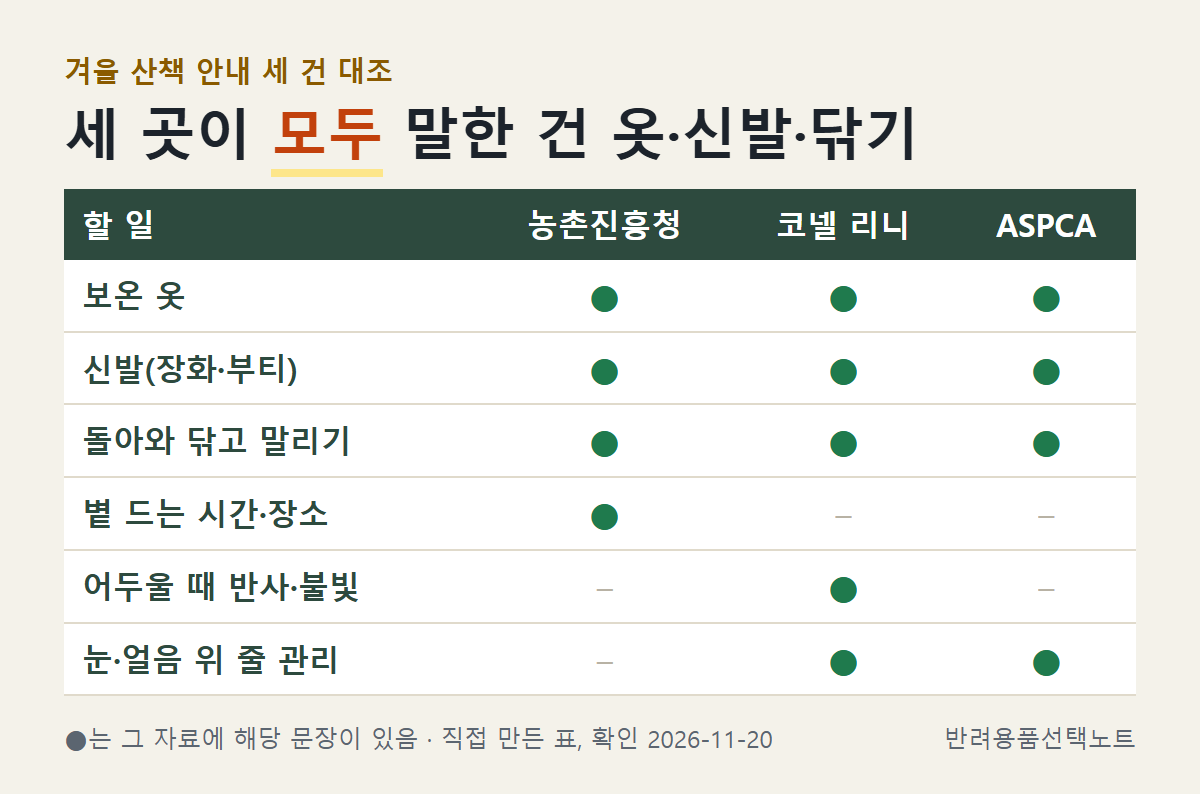 겨울 산책 안내 세 건 대조
세 곳이 모두 말한 건 옷·신발·닦기
할 일 농촌진흥청 코넬 리니 ASPCA
보온 옷 ● ● ●
신발(장화·부티) ● ● ●
돌아와 닦고 말리기 ● ● ●
볕 드는 시간·장소 ● – –
어두울 때 반사·불빛 – ● –
눈·얼음 위 줄 관리 – ● ●
●는 그 자료에 해당 문장이 있음 · 직접 만든 표, 확인 2026-11-20 반려용품선택노트